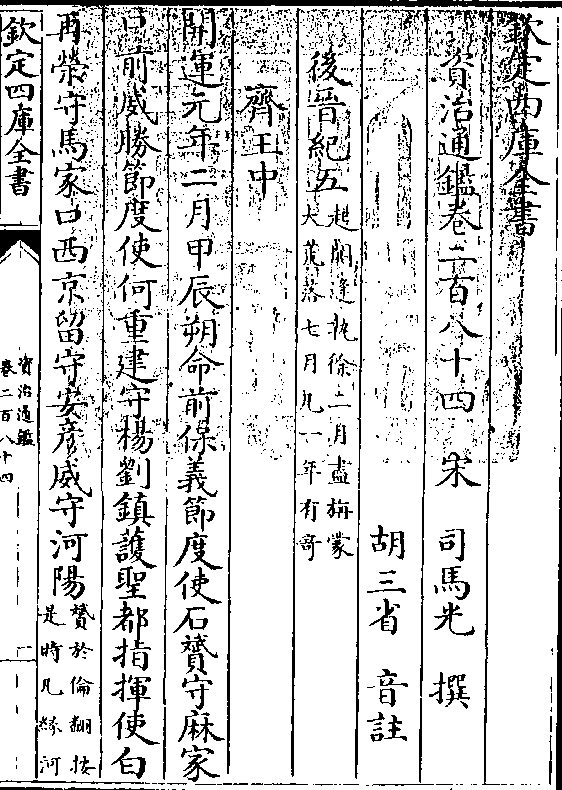 欽定四庫全書
資治通鑑卷二百八十四　宋　司馬光　撰
胡三省　音註
後晉紀五起閼逢執徐二月盡旃蒙
大荒落七月凡一年有奇
齊王中
開運元年二月甲辰朔命前保義節度使石贇守麻家
口前威勝節度使何重建守楊劉鎮護聖都指揮使白
再榮守馬家口西京留守安彥威守河陽贇於倫翻按
是時凡緣河
欽定四庫全書
資治通鑑
卷二百八十四
一